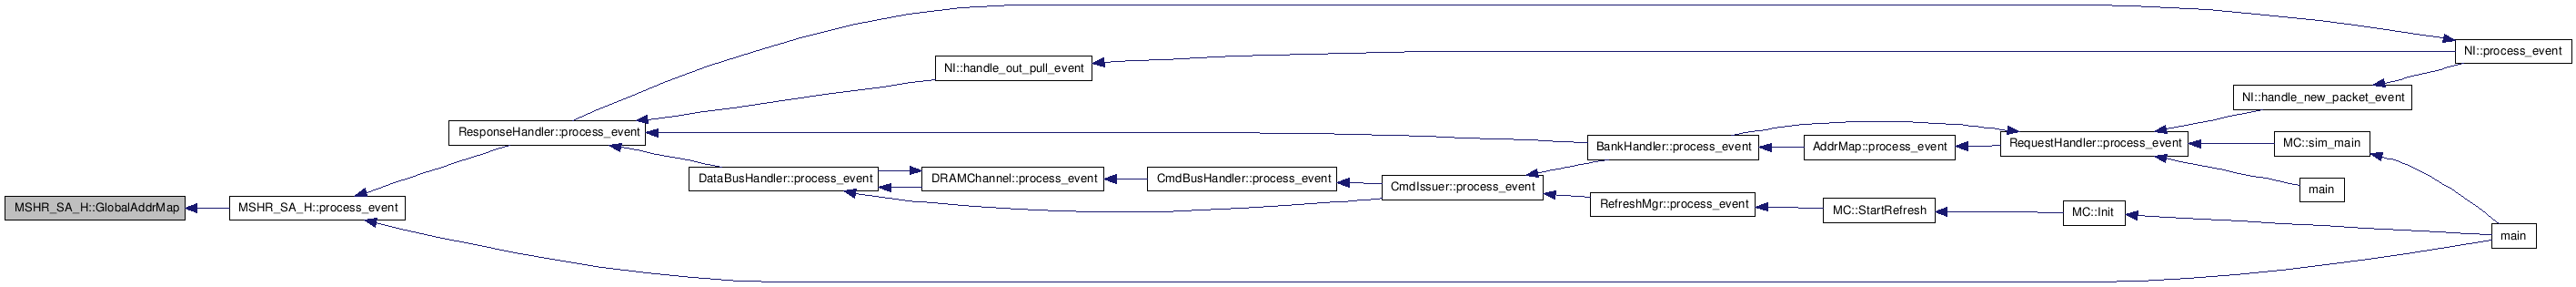 NI::process_event
NI::handle_out_pull_event
NI::handle_new_packet_event
ResponseHandler::process_event
BankHandler::process_event
AddrMap::process_event
RequestHandler::process_event
MC::sim_main
DataBusHandler::process_event
DRAMChannel::process_event
CmdBusHandler::process_event
CmdIssuer::process_event
main
MSHR_SA_H::GlobalAddrMap
MSHR_SA_H::process_event
RefreshMgr::process_event
MC::StartRefresh
MC::Init
main